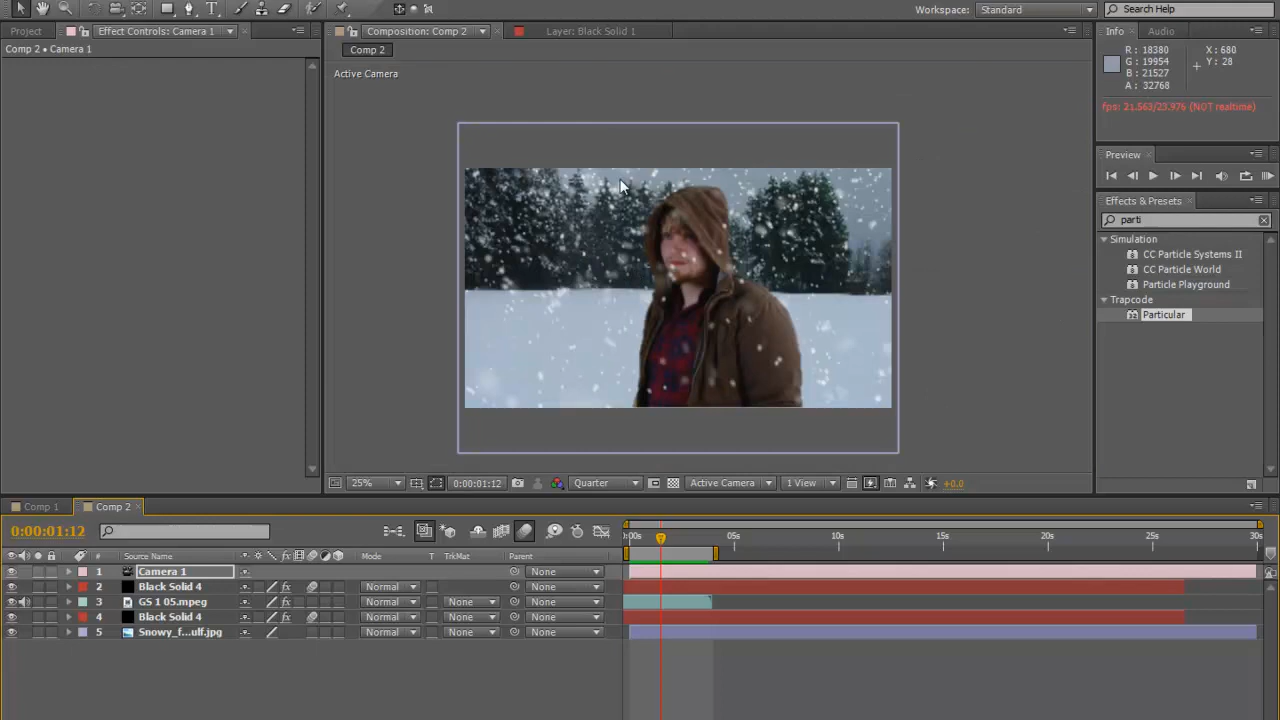 Workspace: Standard Search Help
Project Effect Controls: Camera 1 Composition: Comp 2 Layer: Black Solid 1 Info Audio
Comp 2 • Camera 1 Comp 2 R: 18380 X: 680
G: 19954 Y: 28
B: 21527
Active Camera A: 32768
fps: 21.563/23.976 (NOT realtime)
Preview
Effects & Presets
parti
Simulation
CC Particle Systems II
CC Particle World
Particle Playground
Trapcode
Particular
25% 0:00:01:12 Quarter Active Camera 1 View +0.0
Comp 1 Comp 2
0:00:01:12 0:00s 05s 10s 15s 20s 25s 30s
# Source Name fx Mode T TrkMat Parent
1 Camera 1 None
2 Black Solid 4 fx Normal None
3 GS 1 05.mpeg Normal None None
4 Black Solid 4 fx Normal None None
5 Snowy_f...ulf.jpg Normal None None